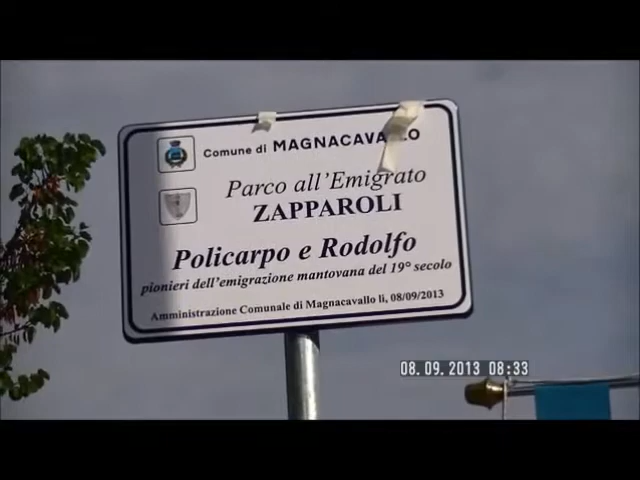 Comune di MAGNACAVALLO
Parco all'Emigrato
ZAPPAROLI
Policarpo e Rodolfo
pionieri dell'emigrazione mantovana del 19° secolo
Amministrazione Comunale di Magnacavallo lì, 08/09/2013
08.09.2013 08:33